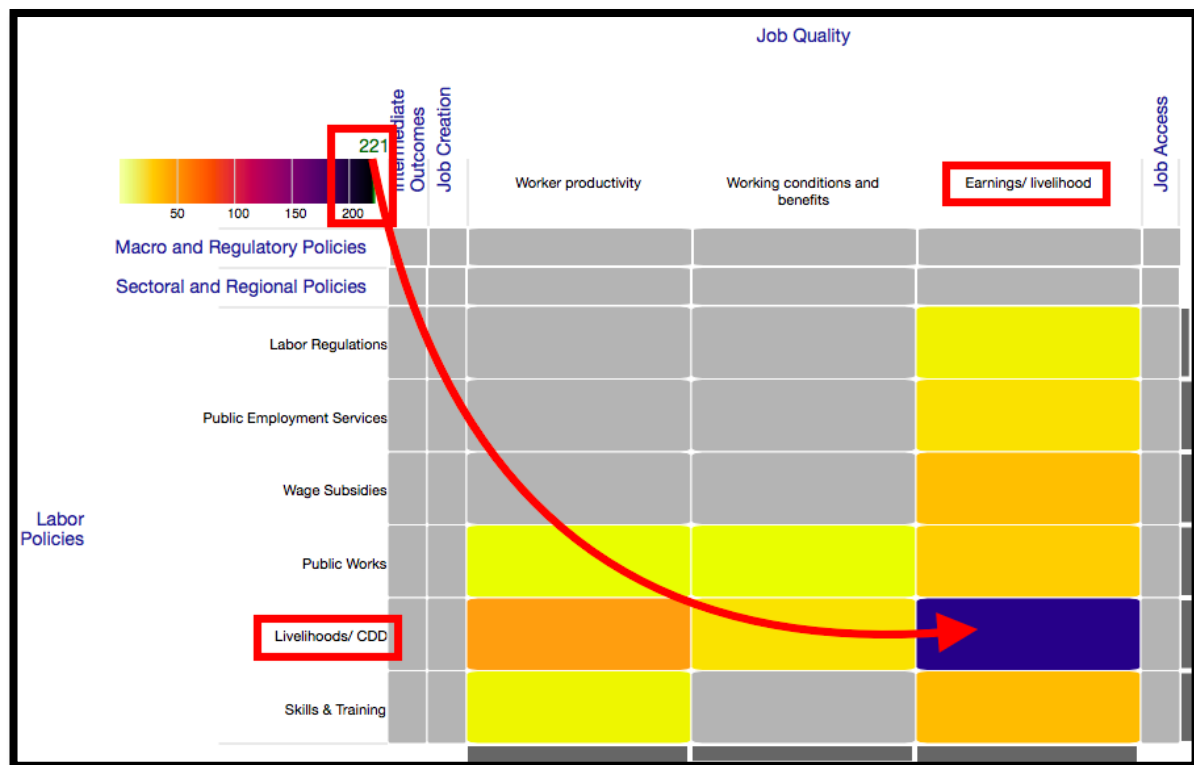 Job Quality
Intermediate
Outcomes
Job Creation
Job Access
221
50 100 150 200
Worker productivity
Working conditions and
benefits
Earnings/ livelihood
Macro and Regulatory Policies
Sectoral and Regional Policies
Labor Regulations
Public Employment Services
Wage Subsidies
Labor
Policies
Public Works
Livelihoods/ CDD
Skills & Training